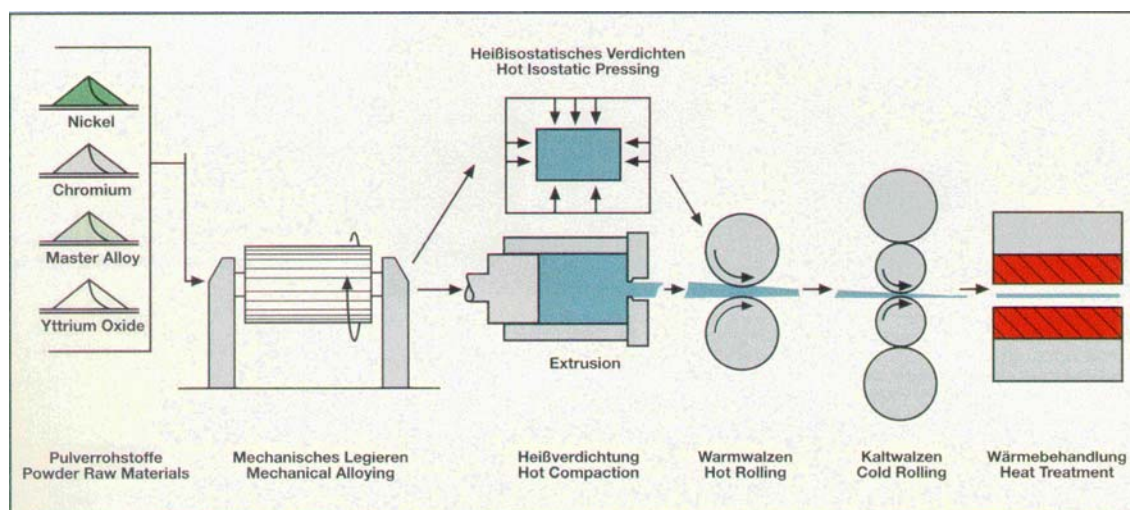 Nickel
Chromium
Master Alloy
Yttrium Oxide
Pulverrohstoffe
Powder Raw Materials
Mechanisches Legieren
Mechanical Alloying
Heißisostatisches Verdichten
Hot Isostatic Pressing
Extrusion
Heißverdichtung
Hot Compaction
Warmwalzen
Hot Rolling
Kaltwalzen
Cold Rolling
Wärmebehandlung
Heat Treatment